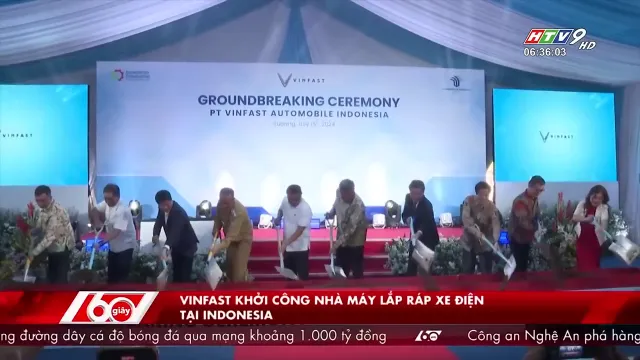 HTV9 HD
06:36:03
VINFAST
GROUNDBREAKING CEREMONY
PT VINFAST AUTOMOBILE INDONESIA
VINFAST
60 giây
VINFAST KHỞI CÔNG NHÀ MÁY LẮP RÁP XE ĐIỆN
TẠI INDONESIA
ng đường dây cá độ bóng đá qua mạng khoảng 1.000 tỷ đồng
Công an Nghệ An phá hàng